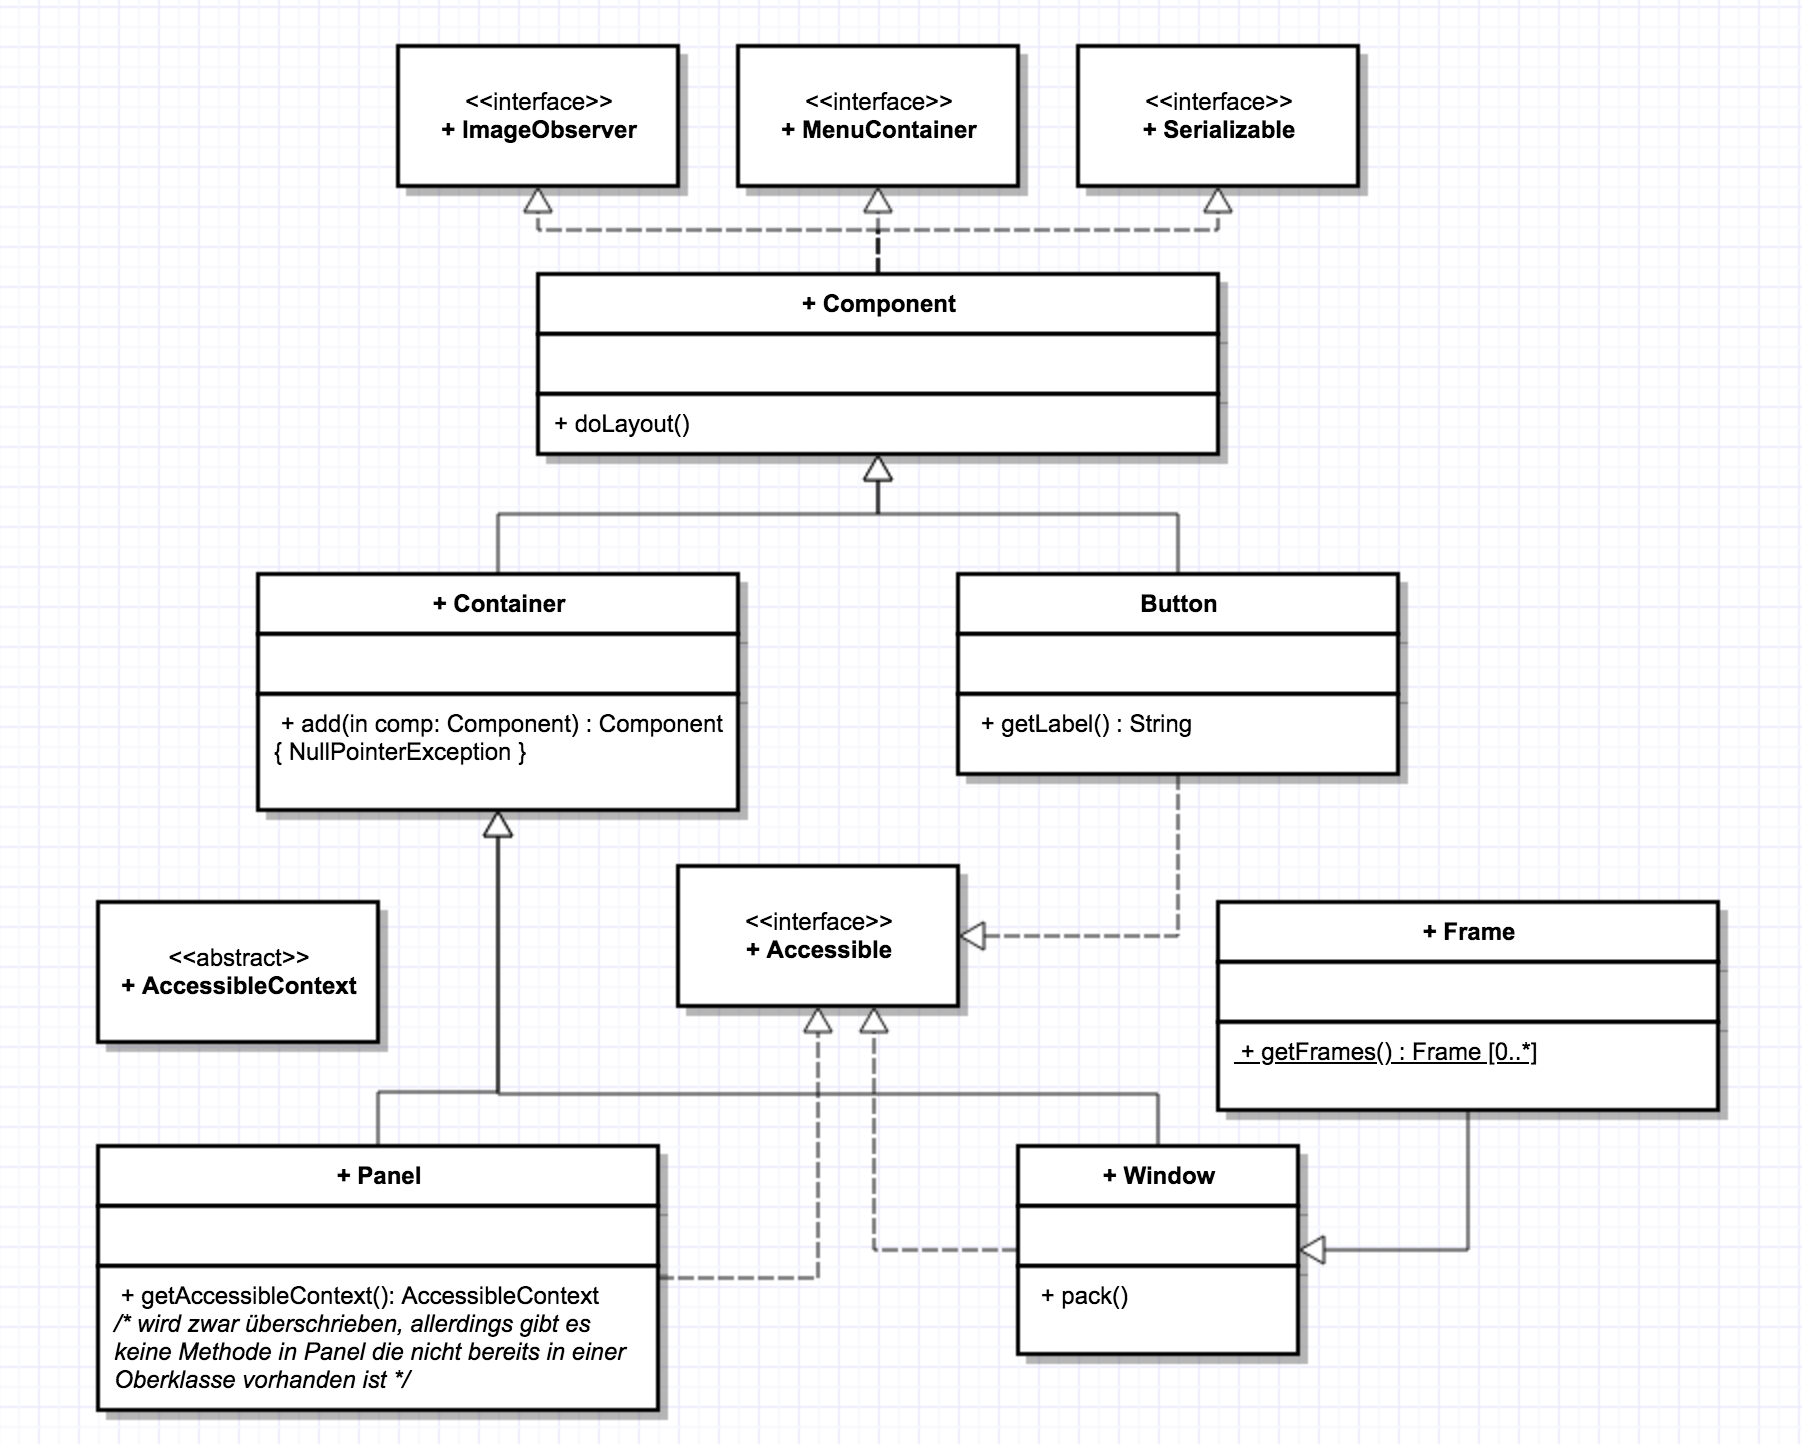 <<interface>>
+ ImageObserver
<<interface>>
+ MenuContainer
<<interface>>
+ Serializable
+ Component
+ doLayout()
+ Container
+ add(in comp: Component) : Component
{ NullPointerException }
Button
+ getLabel() : String
<<abstract>>
+ AccessibleContext
<<interface>>
+ Accessible
+ Frame
+ getFrames() : Frame [0..*]
+ Panel
+ getAccessibleContext(): AccessibleContext
/* wird zwar überschrieben, allerdings gibt es
keine Methode in Panel die nicht bereits in einer
Oberklasse vorhanden ist */
+ Window
+ pack()